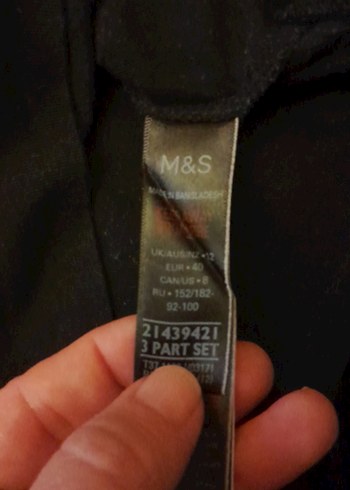 M&S
MADE IN BANGLADESH
UK/AUS/NZ • 12
EUR • 40
CAN/US • 8
RU • 152/182-
92-100
21439421
3 PART SET